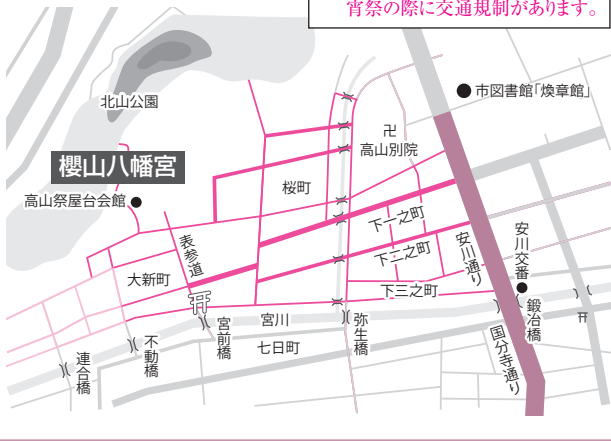 宵祭の際に交通規制があります。
北山公園
市図書館「煥章館」
卍
高山別院
櫻山八幡宮
高山祭屋台会館
桜町
表参道
下一之町
下二之町
下三之町
安川通り
安川交番
大新町
宮川
七日町
連合橋
不動橋
宮前橋
弥生橋
鍛冶橋
国分寺通り